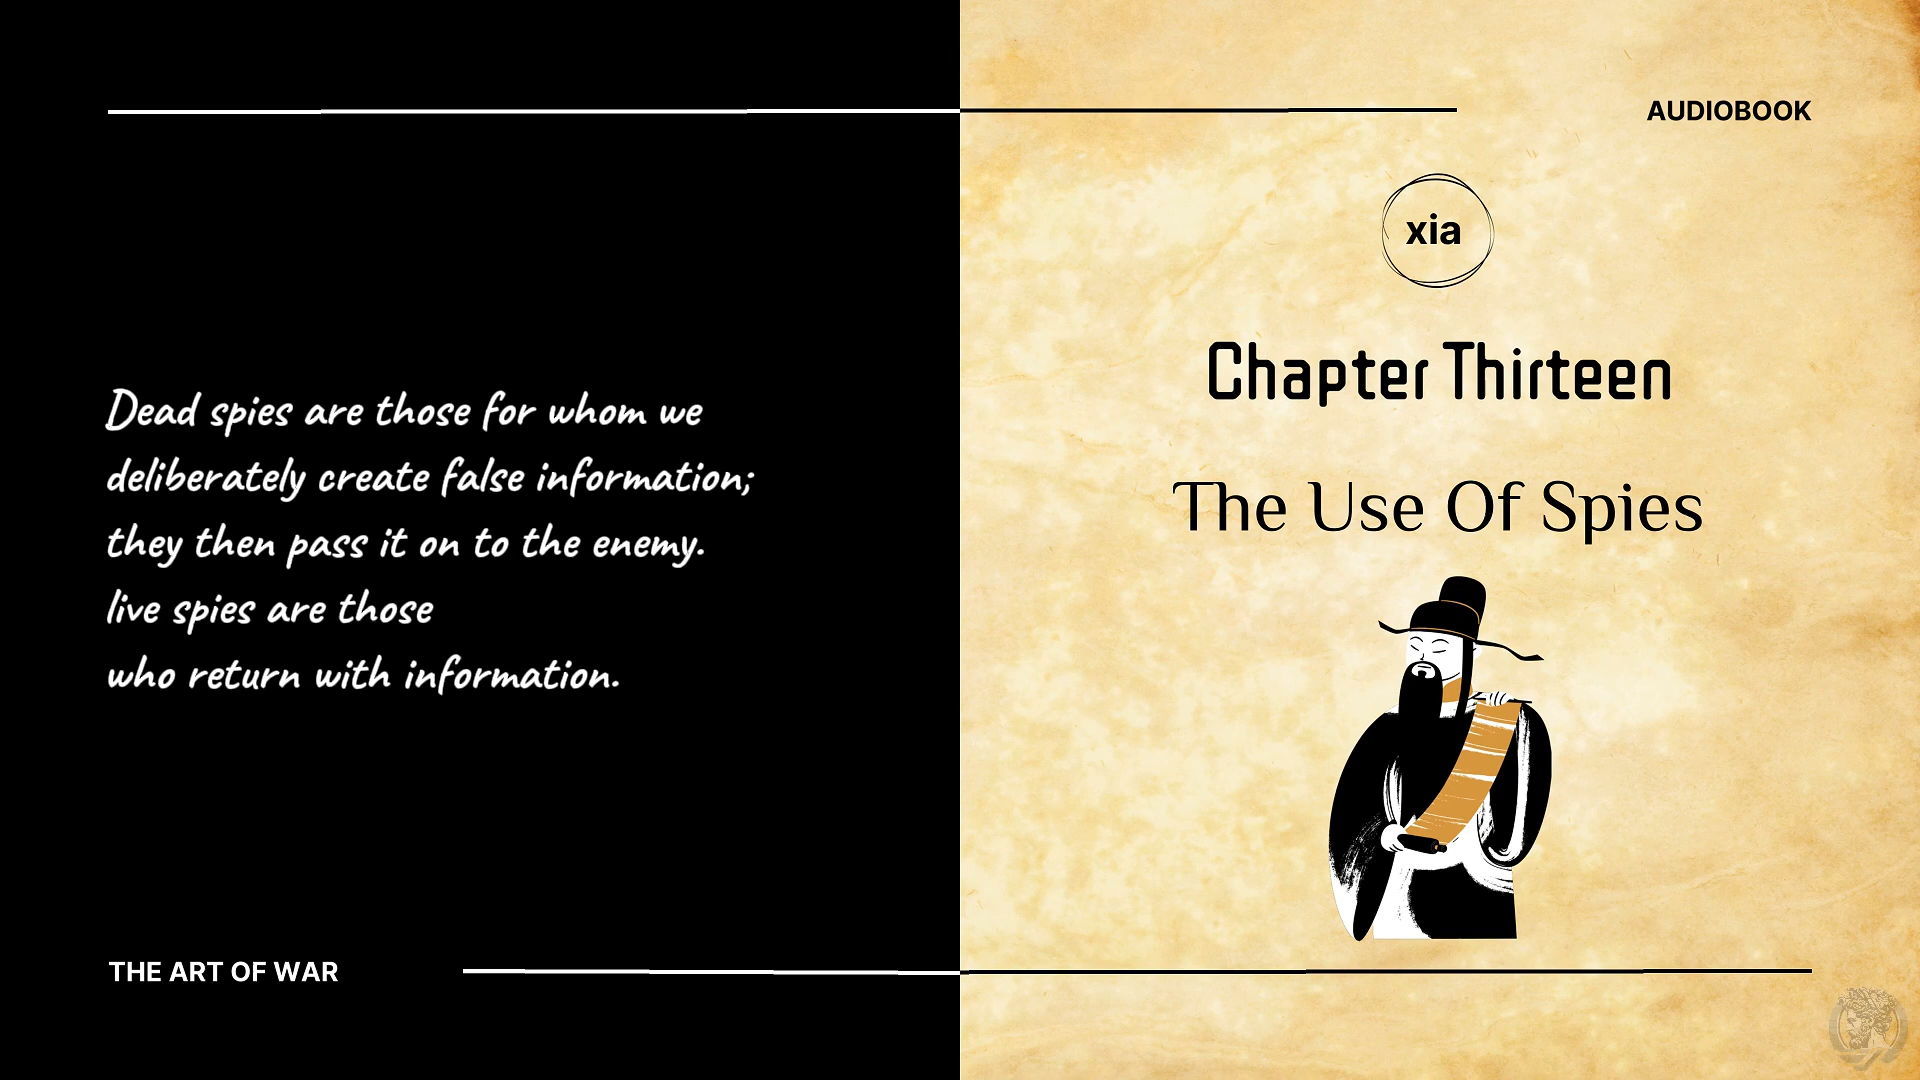 Dead spies are those for whom we
deliberately create false information;
they then pass it on to the enemy.
live spies are those
who return with information.
THE ART OF WAR
AUDIOBOOK
xia
Chapter Thirteen
The Use Of Spies